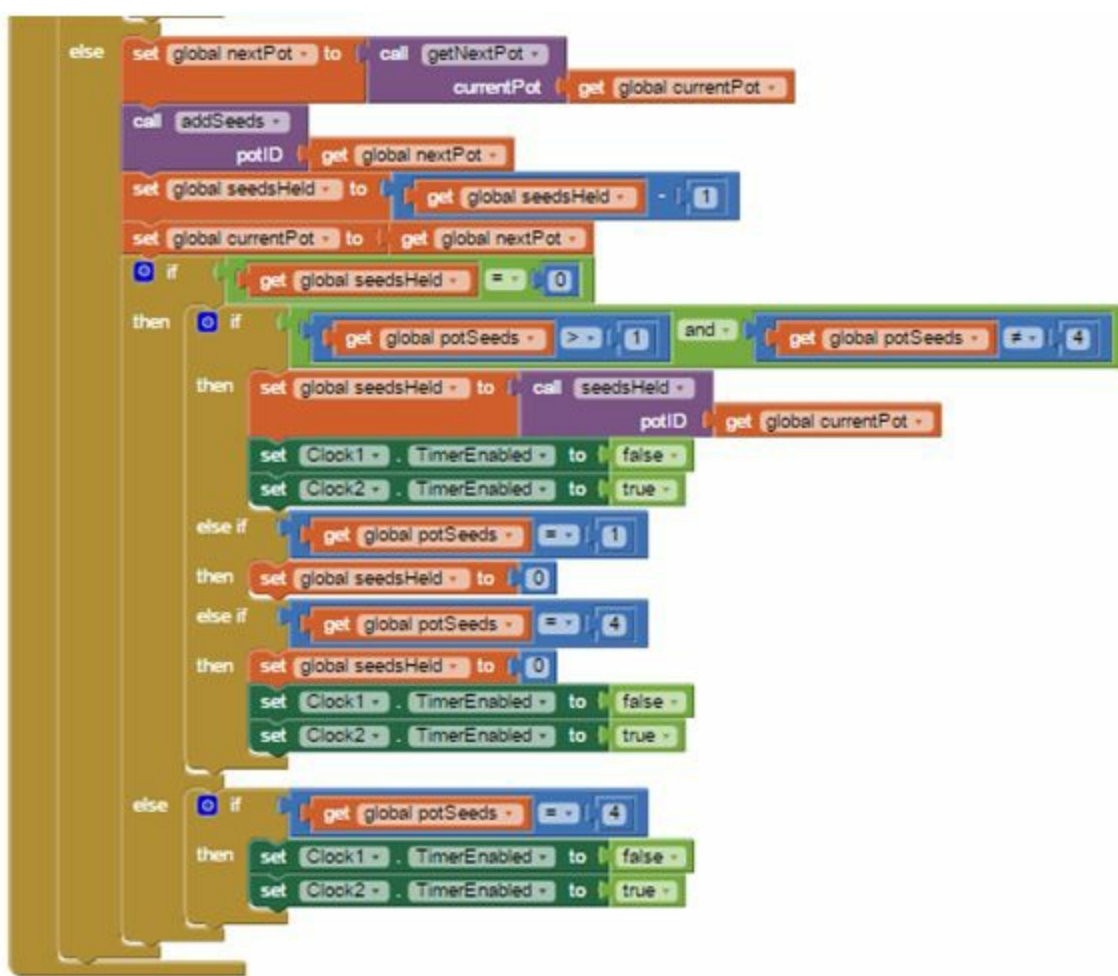 else set global nextPot to call getNextPot
currentPot get global currentPot
call addSeeds
potID get global nextPot
set global seedsHeld to get global seedsHeld - 1
set global currentPot to get global nextPot
if get global seedsHeld = 0
then if get global potSeeds > 1 and get global potSeeds ≠ 4
then set global seedsHeld to call seedsHeld
potID get global currentPot
set Clock1 . TimerEnabled to false
set Clock2 . TimerEnabled to true
else if get global potSeeds = 1
then set global seedsHeld to 0
else if get global potSeeds = 4
then set global seedsHeld to 0
set Clock1 . TimerEnabled to false
set Clock2 . TimerEnabled to true
else if get global potSeeds = 4
then set Clock1 . TimerEnabled to false
set Clock2 . TimerEnabled to true